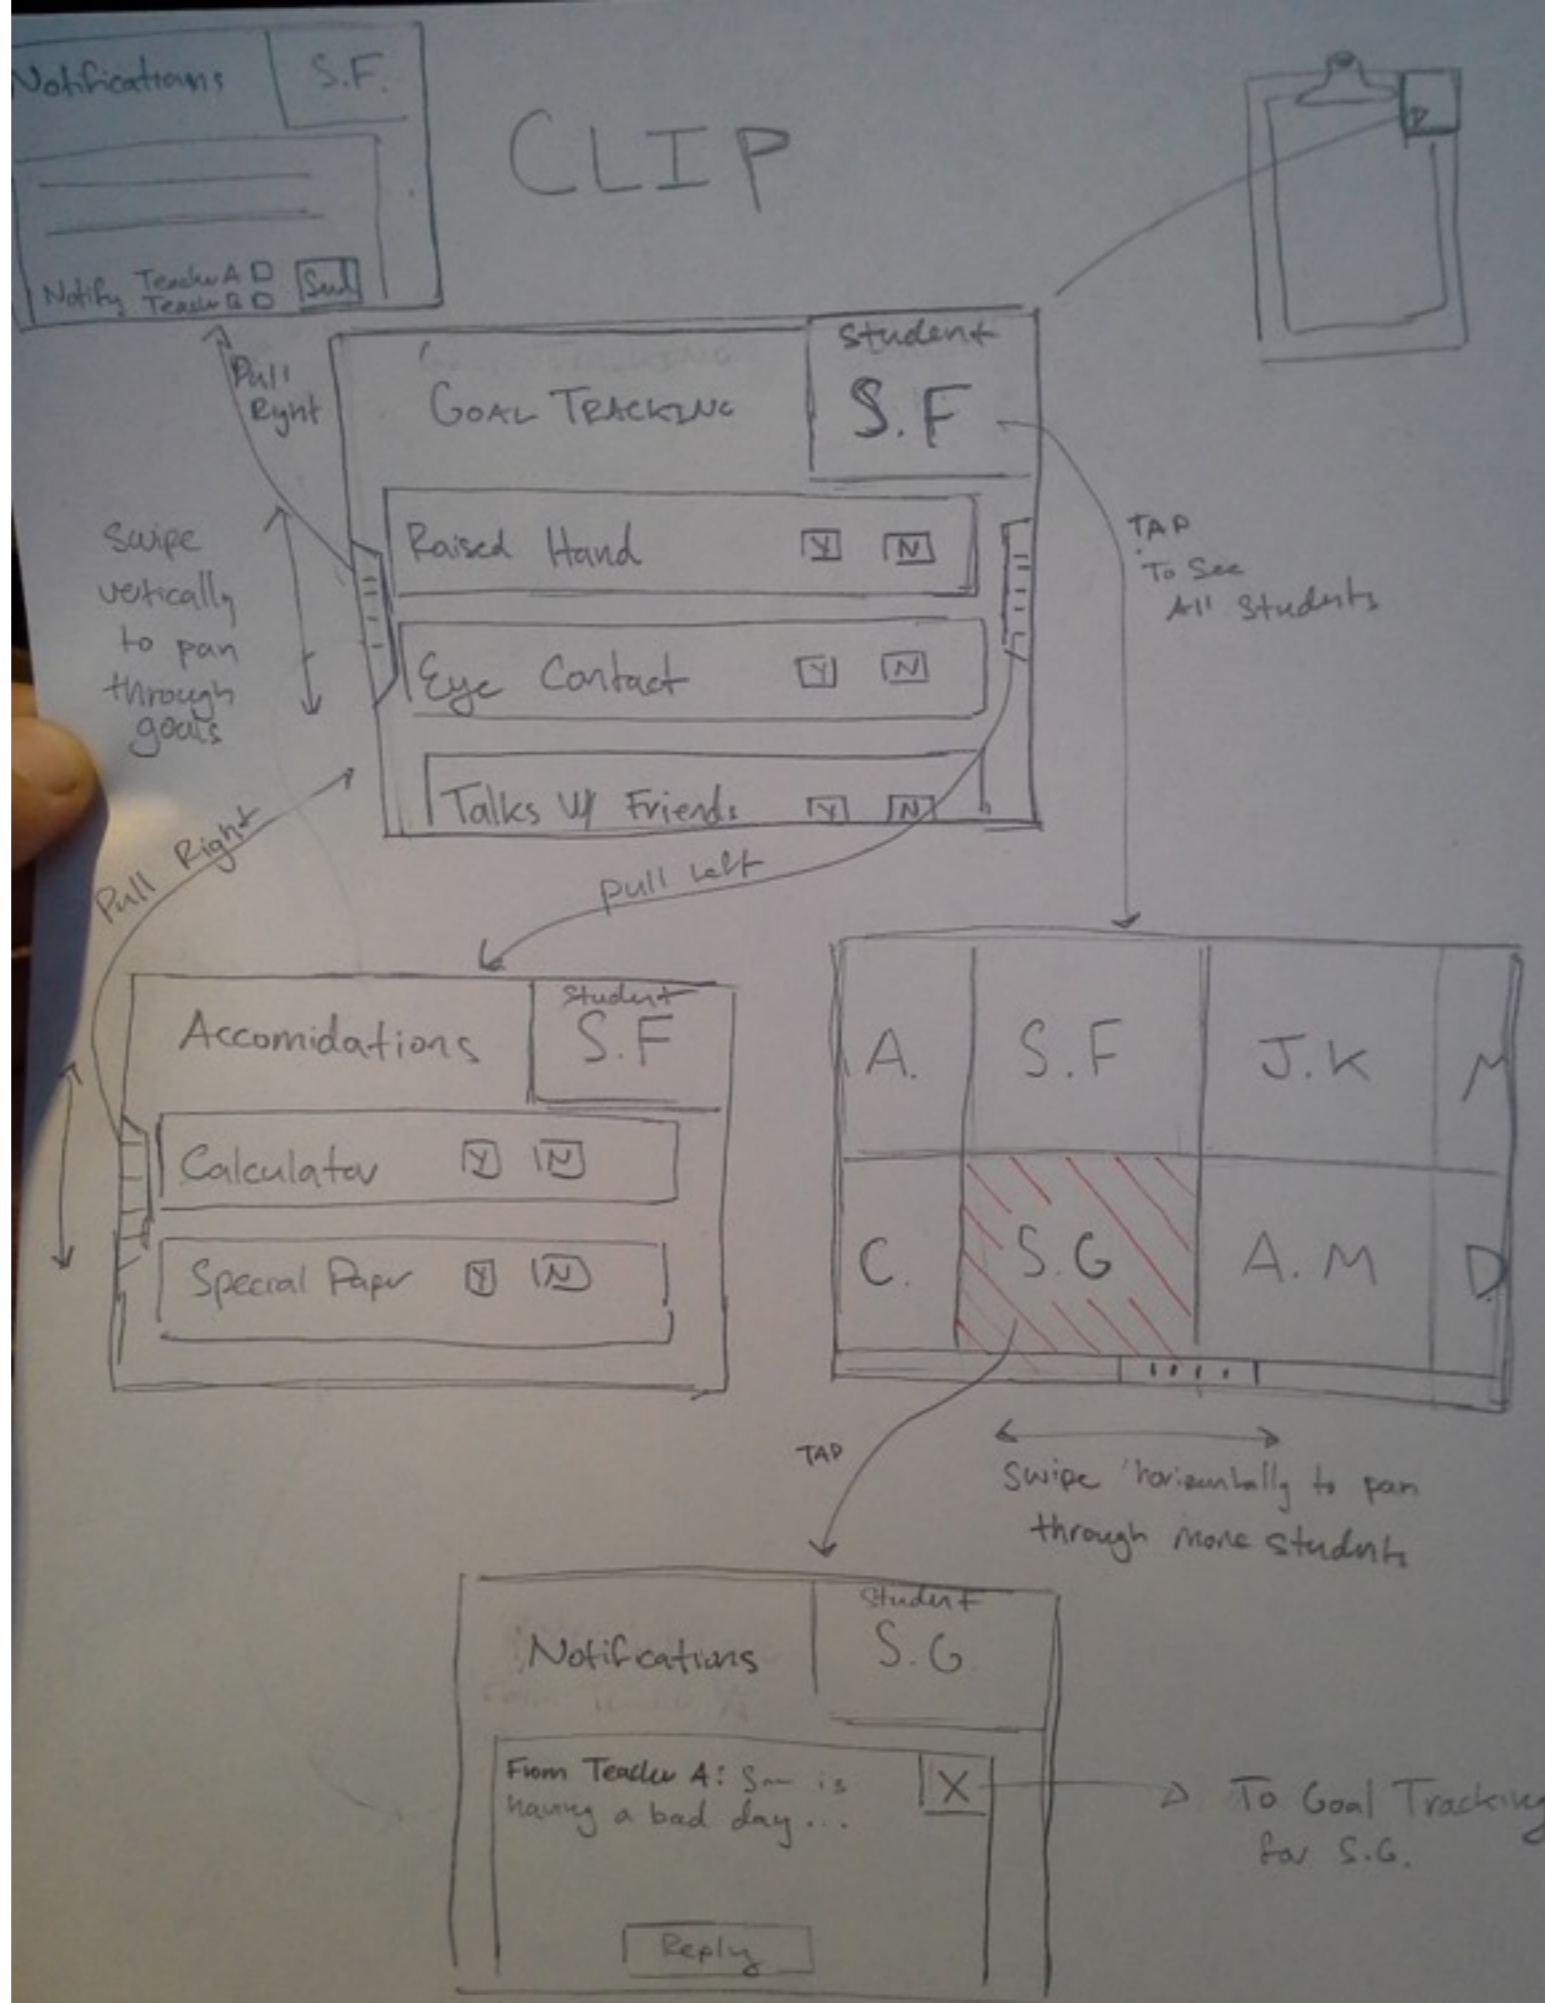 Notifications
S.F.
CLIP
Notify Teacher A
Teacher B
Send
Pull
Right
Student
S.F
GOAL TRACKING
Raised Hand Y N
Eye Contact Y N
Talks W/ Friends Y N
Swipe
vertically
to pan
through
goals
TAP
To See
All Students
Pull Right
Pull Left
Accomidations
Student
S.F
Calculator Y N
Special Paper Y N
A. S.F J.K M
C. S.G A.M D
TAP
Swipe horizontally to pan
through more students
Notifications
Student
S.G
From Teacher A: is
having a bad day ...
X
To Goal Tracking
for S.G.
Reply